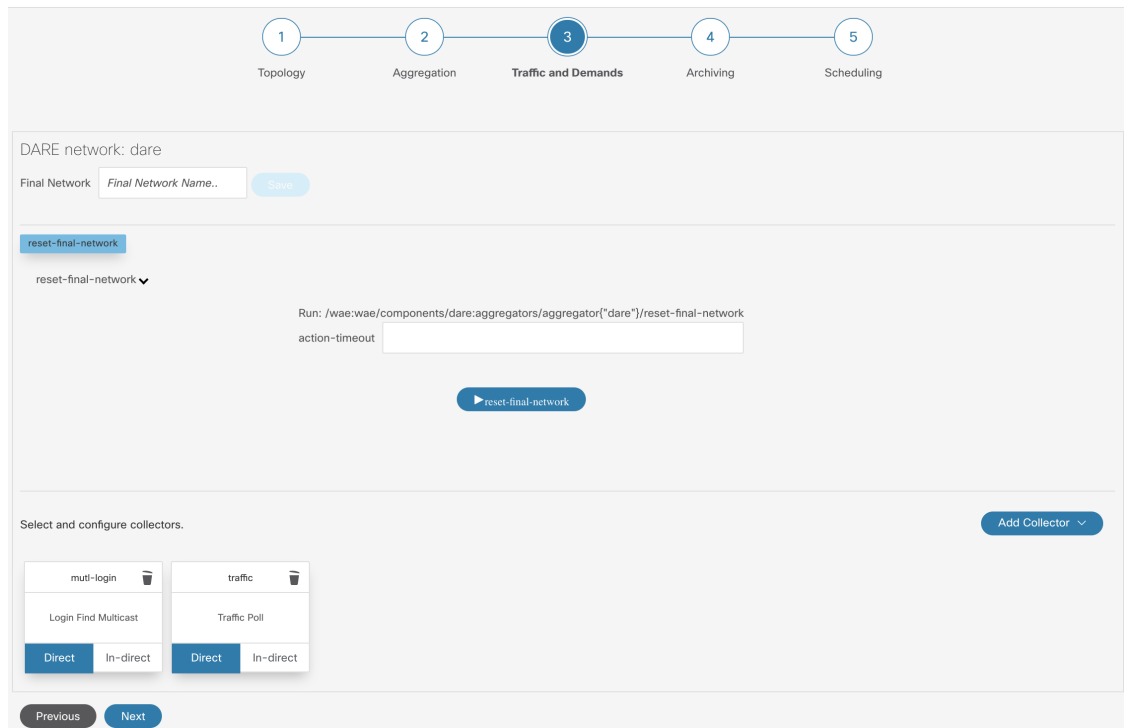 1 2 3 4 5
Topology Aggregation Traffic and Demands Archiving Scheduling
DARE network: dare
Final Network Final Network Name.. Save
reset-final-network
reset-final-network
Run: /wae:wae/components/dare:aggregators/aggregator{"dare"}/reset-final-network
action-timeout
reset-final-network
Select and configure collectors.
Add Collector
mutl-login traffic
Login Find Multicast Traffic Poll
Direct In-direct Direct In-direct
Previous Next